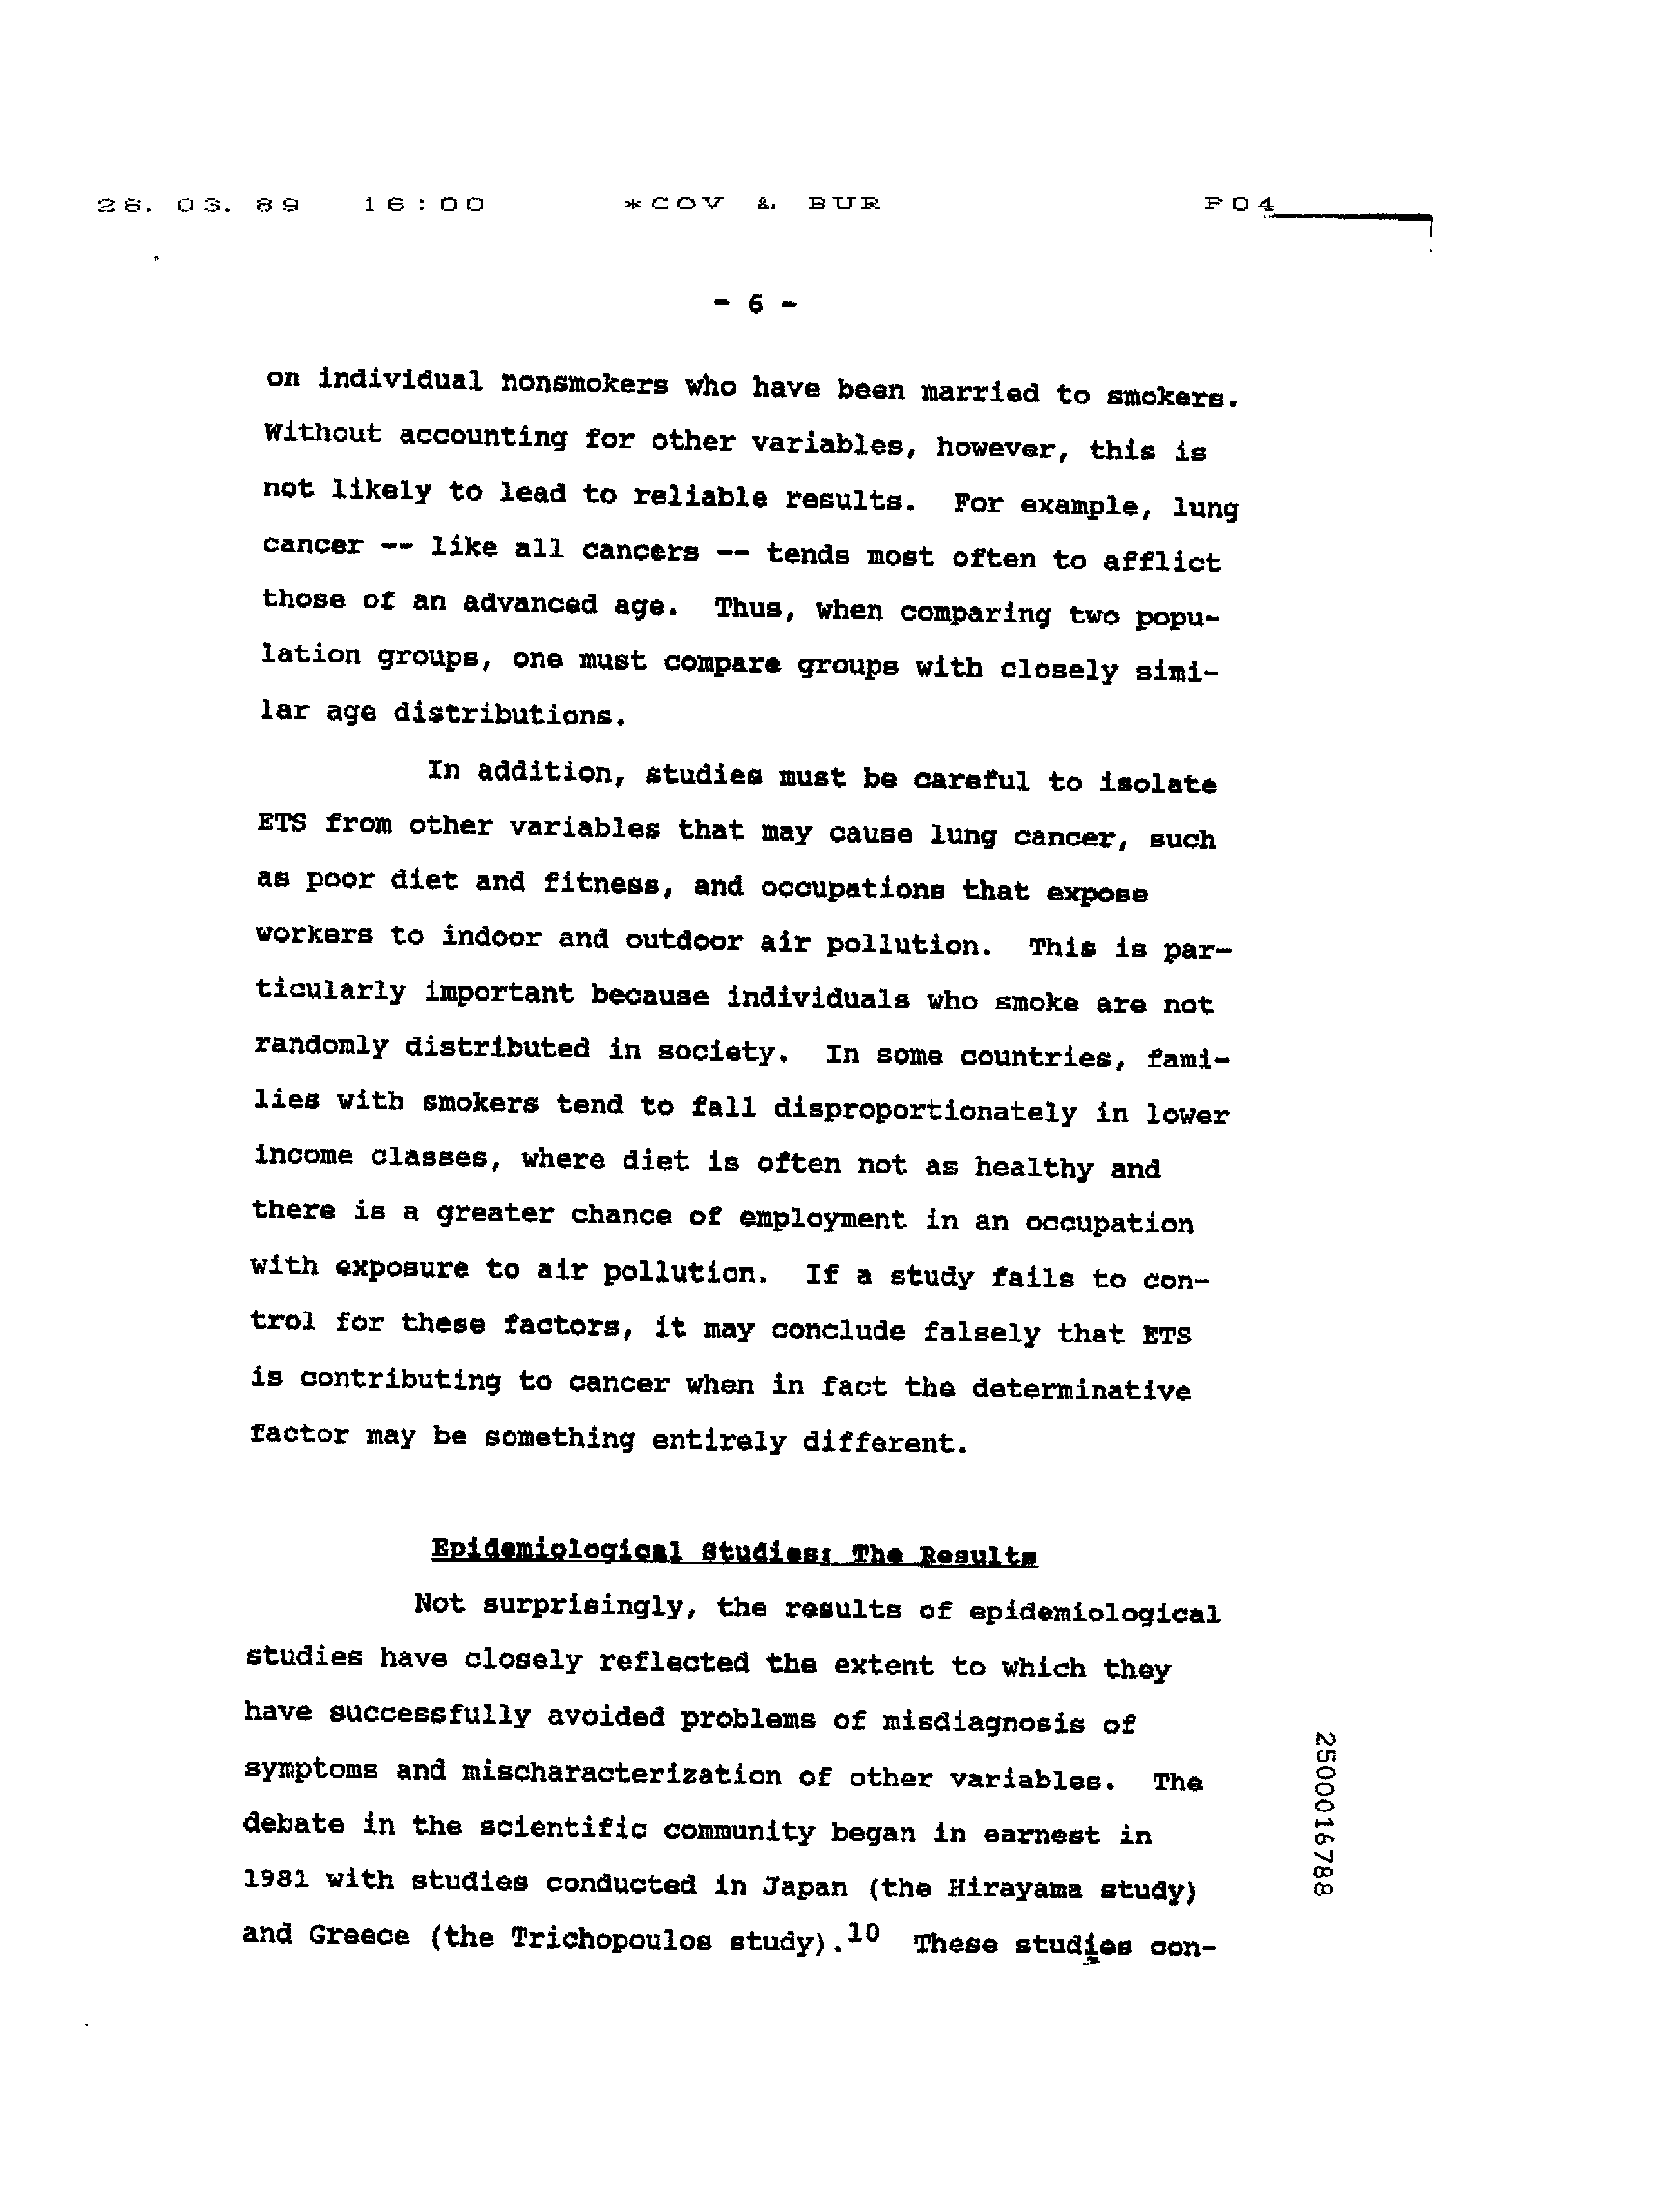 28. 03. 89 16:00 *COV & BUR P04
- 6 -
on individual nonsmokers who have been married to smokers.
Without accounting for other variables, however, this is
not likely to lead to reliable results. For example, lung
cancer -- like all cancers -- tends most often to afflict
those of an advanced age. Thus, when comparing two popu-
lation groups, one must compare groups with closely simi-
lar age distributions.
In addition, studies must be careful to isolate
ETS from other variables that may cause lung cancer, such
as poor diet and fitness, and occupations that expose
workers to indoor and outdoor air pollution. This is par-
ticularly important because individuals who smoke are not
randomly distributed in society. In some countries, fami-
lies with smokers tend to fall disproportionately in lower
income classes, where diet is often not as healthy and
there is a greater chance of employment in an occupation
with exposure to air pollution. If a study fails to con-
trol for these factors, it may conclude falsely that ETS
is contributing to cancer when in fact the determinative
factor may be something entirely different.
Epidemiological Studies: The Results
Not surprisingly, the results of epidemiological
studies have closely reflected the extent to which they
have successfully avoided problems of misdiagnosis of
symptoms and mischaracterization of other variables. The
debate in the scientific community began in earnest in
1981 with studies conducted in Japan (the Hirayama study)
and Greece (the Trichopoulos study).10 These studies con-
2500016788